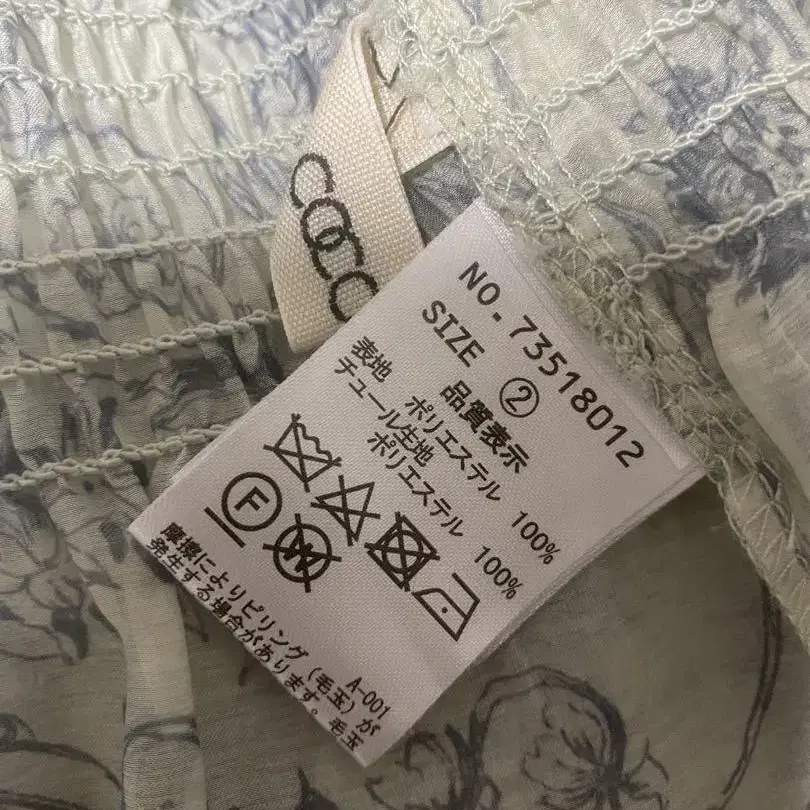 COCO
NO.73518012
SIZE ②
品質表示
表地 ポリエステル 100%
チュール生地
ポリエステル 100%
F
W
A-001
摩擦によりピリング(毛玉)が
発生する場合があります。毛玉